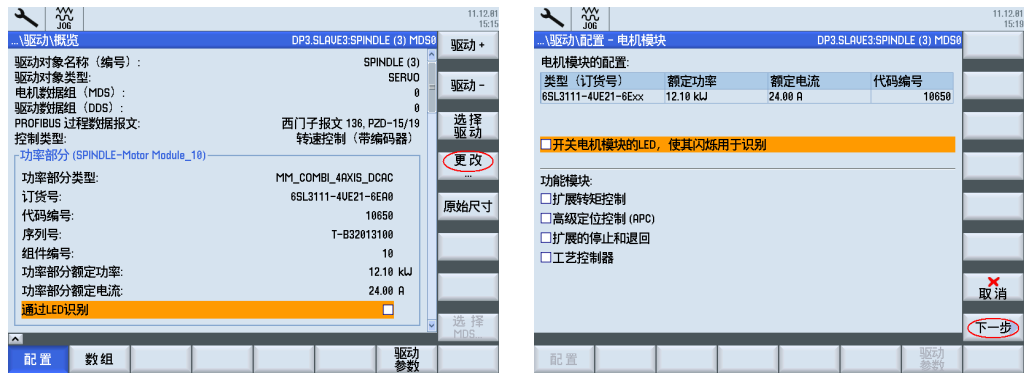 JOG
11.12.01
15:15
...\驱动\概览
DP3.SLAVE3:SPINDLE (3) MDS0
驱动对象名称（编号）:
SPINDLE (3)
驱动对象类型:
SERVO
电机数据组（MDS）:
0
驱动数据组（DDS）:
0
PROFIBUS 过程数据报文:
西门子报文 136, PZD-15/19
控制类型:
转速控制（带编码器）
功率部分 (SPINDLE-Motor Module_10)
功率部分类型:
MM_COMBI_4AXIS_DCAC
订货号:
6SL3111-4VE21-6EA0
代码编号:
10650
序列号:
T-B32013100
组件编号:
10
功率部分额定功率:
12.10 kW
功率部分额定电流:
24.00 A
通过LED识别
驱动 +
驱动 -
选择
驱动
更改
...
原始尺寸
选择
MDS...
配置
数组
驱动
参数
JOG
11.12.01
15:19
...\驱动\配置 - 电机模块
DP3.SLAVE3:SPINDLE (3) MDS0
电机模块的配置:
类型（订货号） 额定功率 额定电流 代码编号
6SL3111-4VE21-6Exx 12.10 kW 24.00 A 10650
开关电机模块的LED，使其闪烁用于识别
功能模块:
扩展转矩控制
高级定位控制 (APC)
扩展的停止和退回
工艺控制器
取消
下一步
配置
驱动
参数